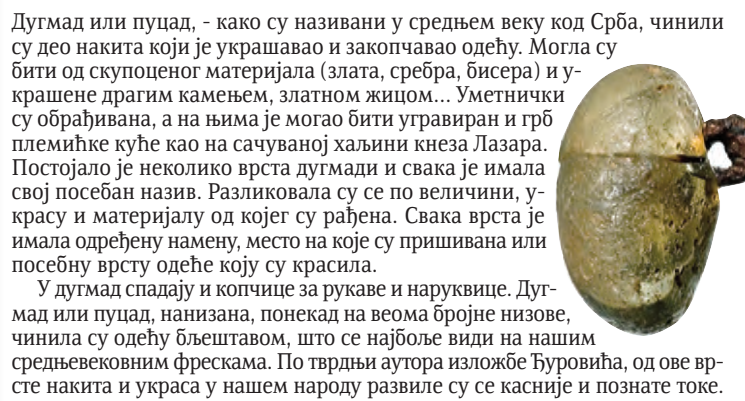 Дугмад или пуцад, - како су називани у средњем веку код Срба, чинили
су део накита који је украшавао и закопчавао одећу. Могла су
бити од скупоценог материјала (злата, сребра, бисера) и у-
крашене драгим камењем, златном жицом... Уметнички
су обрађивана, а на њима је могао бити угравиран и грб
племићке куће као на сачуваној хаљини кнеза Лазара.
Постојало је неколико врста дугмади и свака је имала
свој посебан назив. Разликовала су се по величини, у-
красу и материјалу од којег су рађена. Свака врста је
имала одређену намену, место на које су пришивана или
посебну врсту одеће коју су красила.
У дугмад спадају и копчице за рукаве и наруквице. Дуг-
мад или пуцад, нанизана, понекад на веома бројне низове,
чинила су одећу бљештавом, што се најбоље види на нашим
средњевековним фрескама. По тврдњи аутора изложбе Ђуровића, од ове вр-
сте накита и украса у нашем народу развиле су се касније и познате токе.